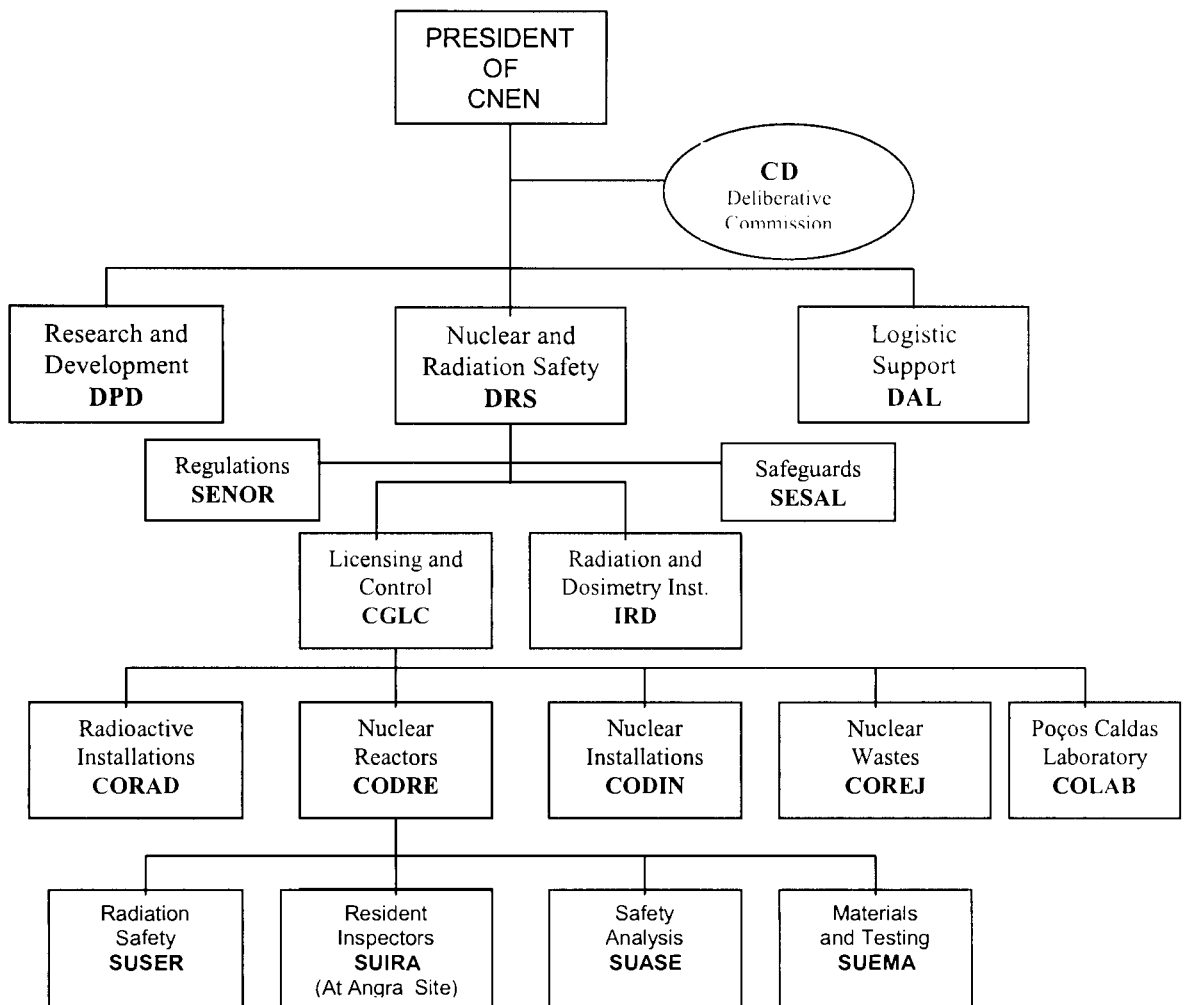 PRESIDENT
OF
CNEN
CD
Deliberative
Commission
Research and
Development
DPD
Nuclear and
Radiation Safety
DRS
Logistic
Support
DAL
Regulations
SENOR
Safeguards
SESAL
Licensing and
Control
CGLC
Radiation and
Dosimetry Inst.
IRD
Radioactive
Installations
CORAD
Nuclear
Reactors
CODRE
Nuclear
Installations
CODIN
Nuclear
Wastes
COREJ
Poços Caldas
Laboratory
COLAB
Radiation
Safety
SUSER
Resident
Inspectors
SUIRA
(At Angra Site)
Safety
Analysis
SUASE
Materials
and Testing
SUEMA